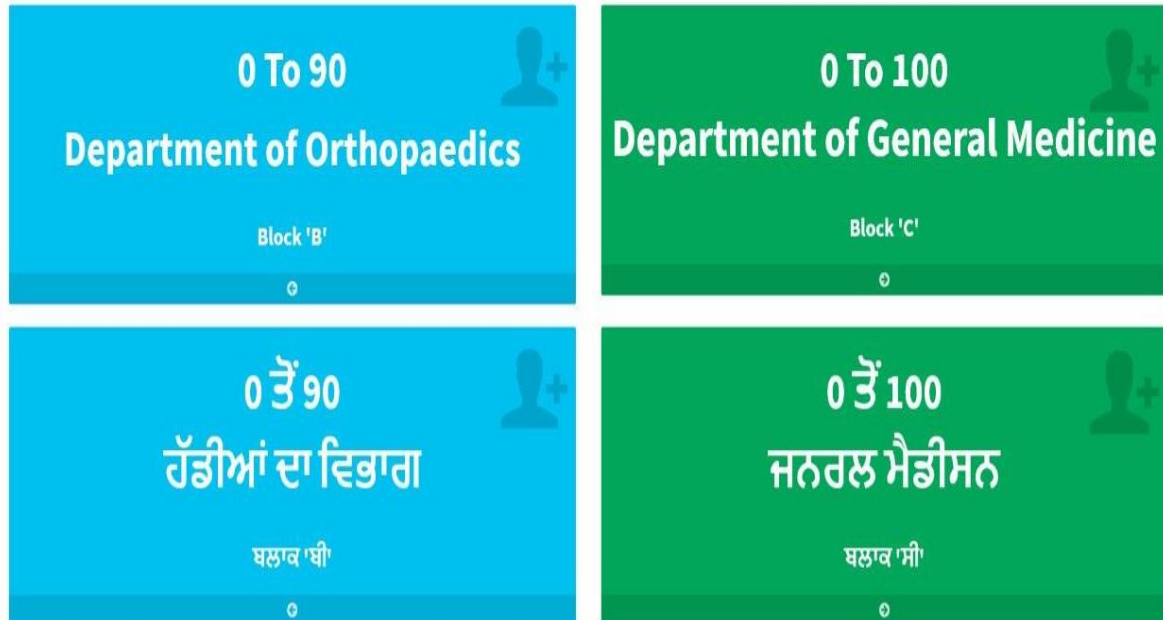 0 To 90
Department of Orthopaedics
Block 'B'
0 To 100
Department of General Medicine
Block 'C'
0 ਤੋਂ 90
ਹੱਡੀਆਂ ਦਾ ਵਿਭਾਗ
ਬਲਾਕ 'ਬੀ'
0 ਤੋਂ 100
ਜਨਰਲ ਮੈਡੀਸਨ
ਬਲਾਕ 'ਸੀ'